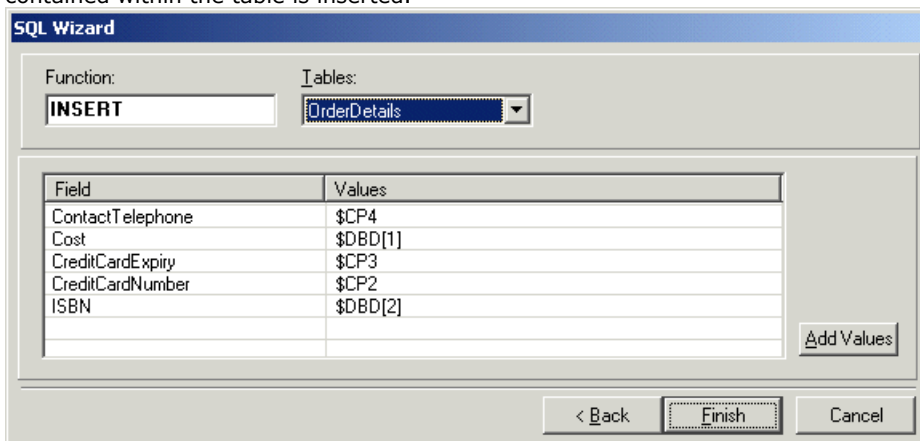 contained within the table is inserted.
SQL Wizard
Function: Tables:
INSERT OrderDetails
Field Values
ContactTelephone $CP4
Cost $DBD[1]
CreditCardExpiry $CP3
CreditCardNumber $CP2
ISBN $DBD[2]
Add Values
< Back Finish Cancel